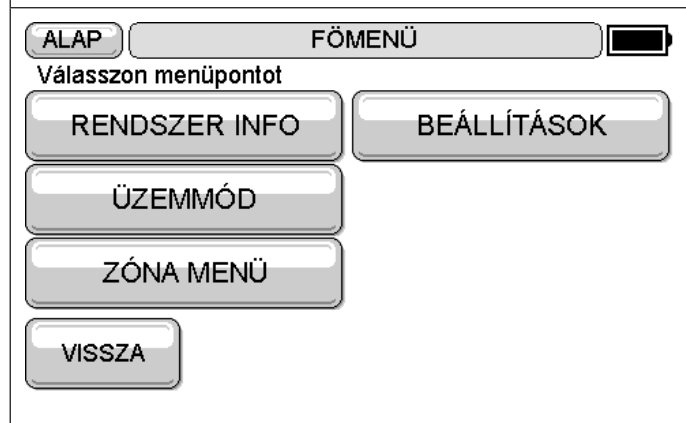 ALAP FÖMENÜ
Válasszon menüpontot
RENDSZER INFO BEÁLLÍTÁSOK
ÜZEMMÓD
ZÓNA MENÜ
VISSZA